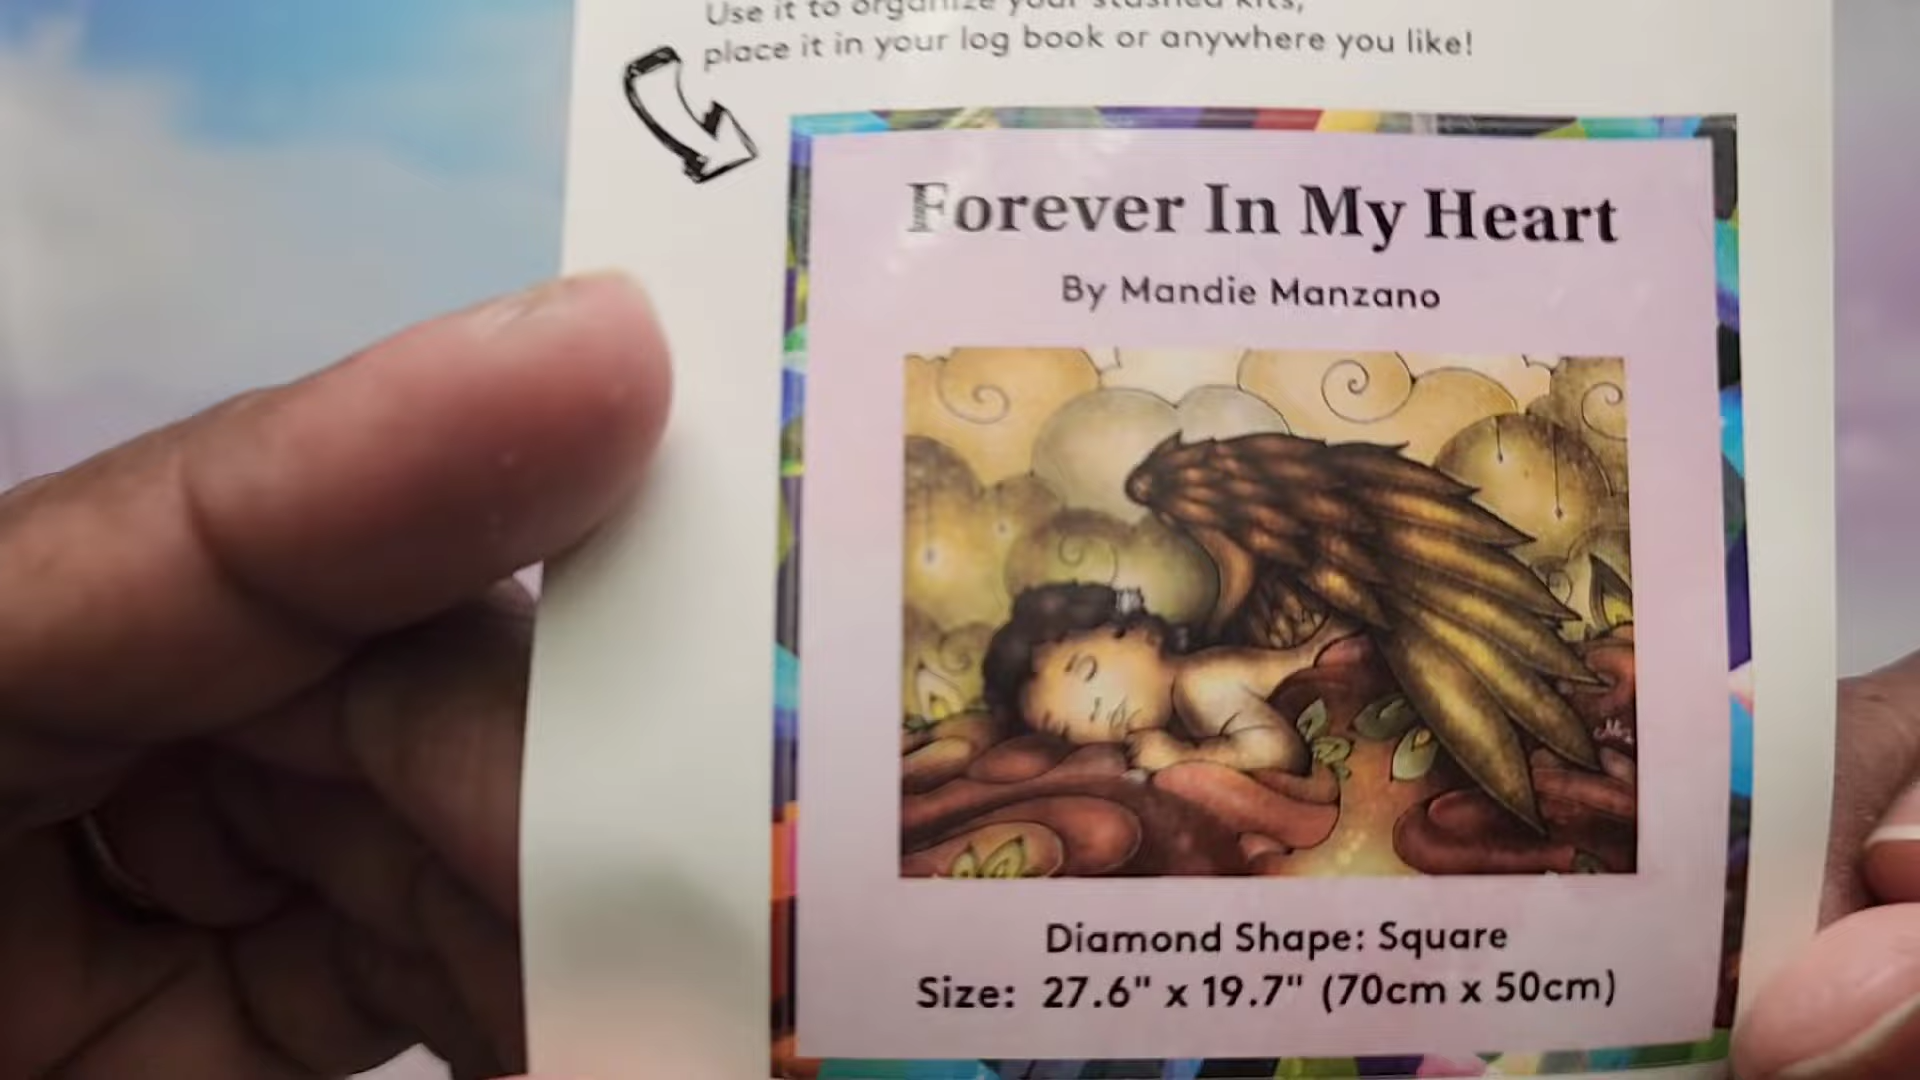 Use it to organize your stashed kits,
place it in your log book or anywhere you like!
Forever In My Heart
By Mandie Manzano
Diamond Shape: Square
Size: 27.6" x 19.7" (70cm x 50cm)